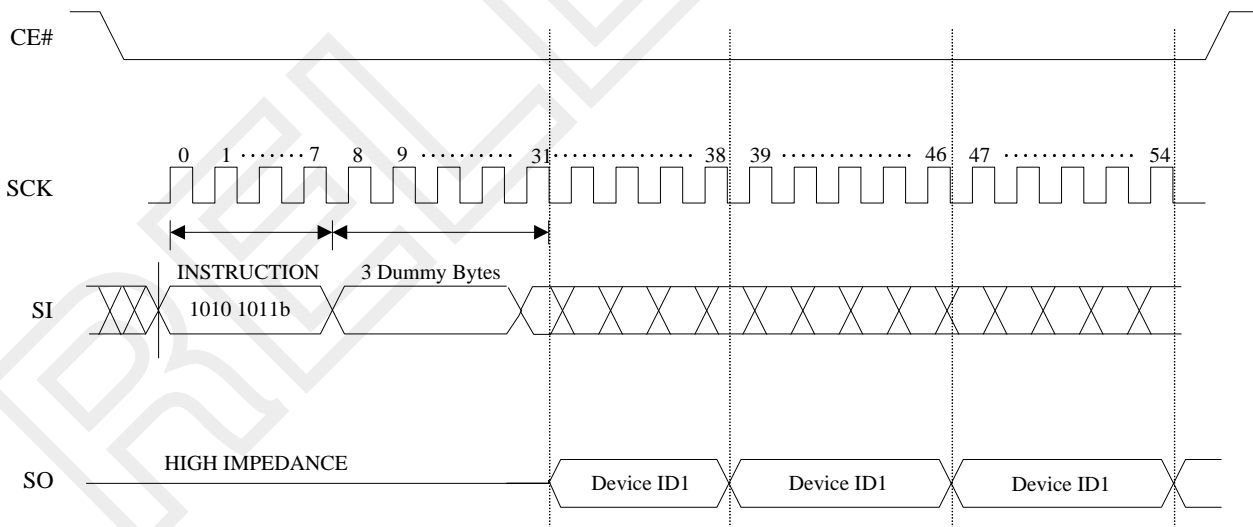 CE#
0 1 ....... 7 8 9 ........... 31 ................ 38 39 ............... 46 47 ............... 54
SCK
INSTRUCTION 3 Dummy Bytes
SI 1010 1011b
HIGH IMPEDANCE
SO Device ID1 Device ID1 Device ID1